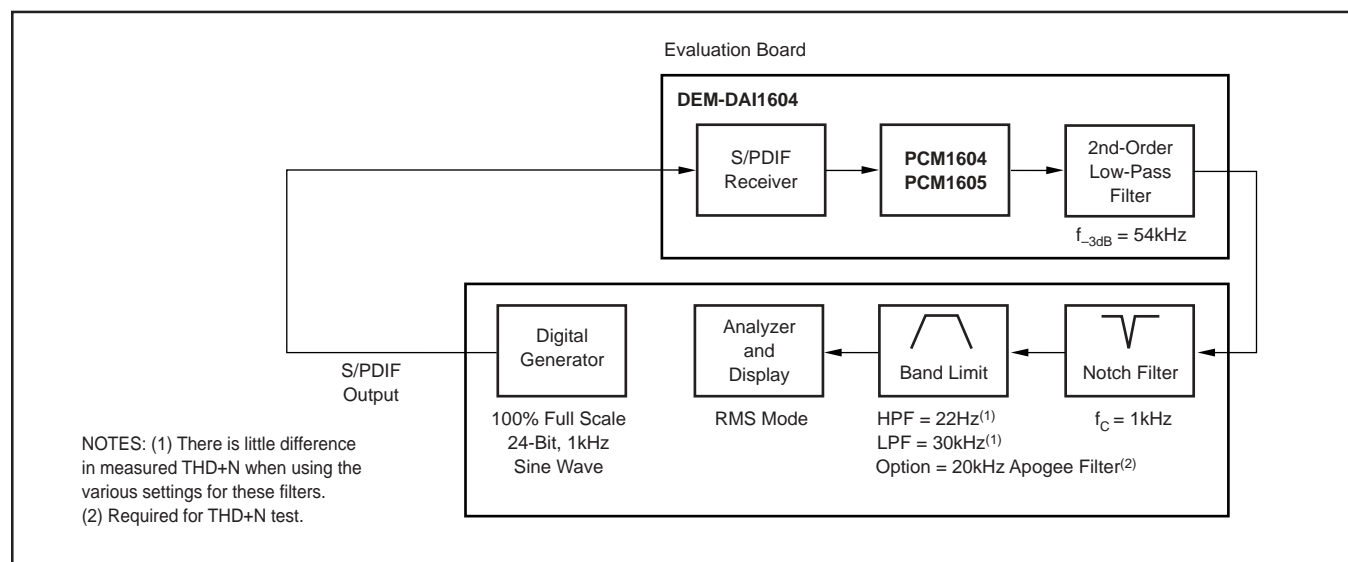 Evaluation Board
DEM-DAI1604
S/PDIF
Receiver
PCM1604
PCM1605
2nd-Order
Low-Pass
Filter
f–3dB = 54kHz
S/PDIF
Output
Digital
Generator
100% Full Scale
24-Bit, 1kHz
Sine Wave
Analyzer
and
Display
RMS Mode
Band Limit
HPF = 22Hz(1)
LPF = 30kHz(1)
Option = 20kHz Apogee Filter(2)
Notch Filter
fC = 1kHz
NOTES: (1) There is little difference
in measured THD+N when using the
various settings for these filters.
(2) Required for THD+N test.